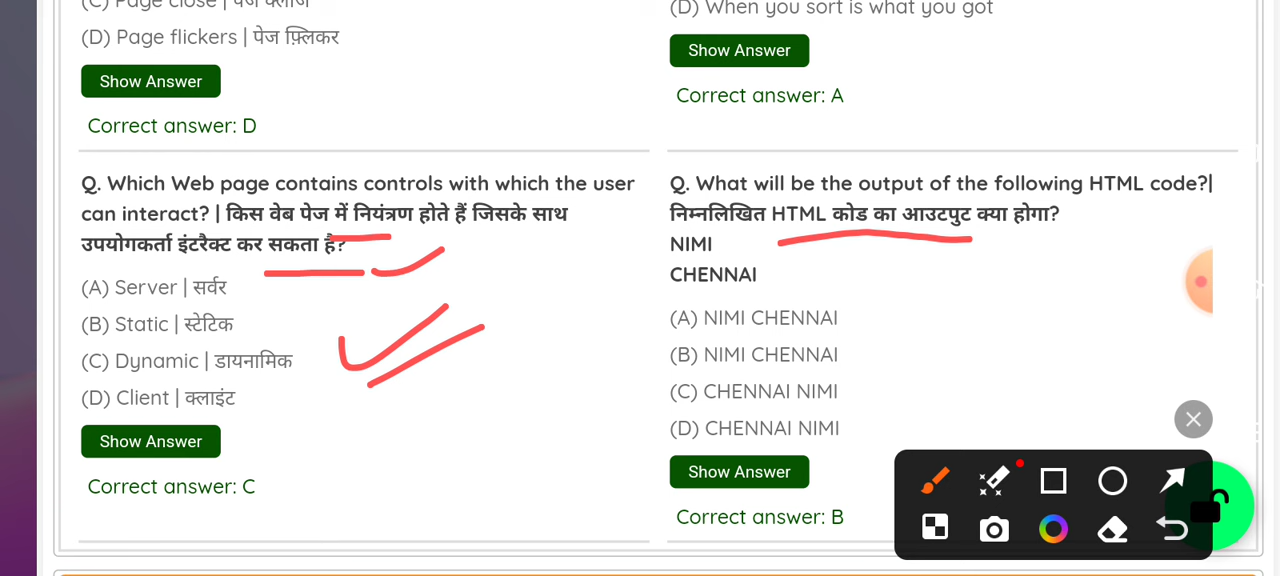 (C) Page close | पेज क्लोज
(D) Page flickers | पेज फ़्लिकर
Show Answer
Correct answer: D
(D) When you sort is what you got
Show Answer
Correct answer: A
Q. Which Web page contains controls with which the user
can interact? | किस वेब पेज में नियंत्रण होते हैं जिसके साथ
उपयोगकर्ता इंटरैक्ट कर सकता है?
(A) Server | सर्वर
(B) Static | स्टेटिक
(C) Dynamic | डायनामिक
(D) Client | क्लाइंट
Show Answer
Correct answer: C
Q. What will be the output of the following HTML code?|
निम्नलिखित HTML कोड का आउटपुट क्या होगा?
NIMI
CHENNAI
(A) NIMI CHENNAI
(B) NIMI CHENNAI
(C) CHENNAI NIMI
(D) CHENNAI NIMI
Show Answer
Correct answer: B